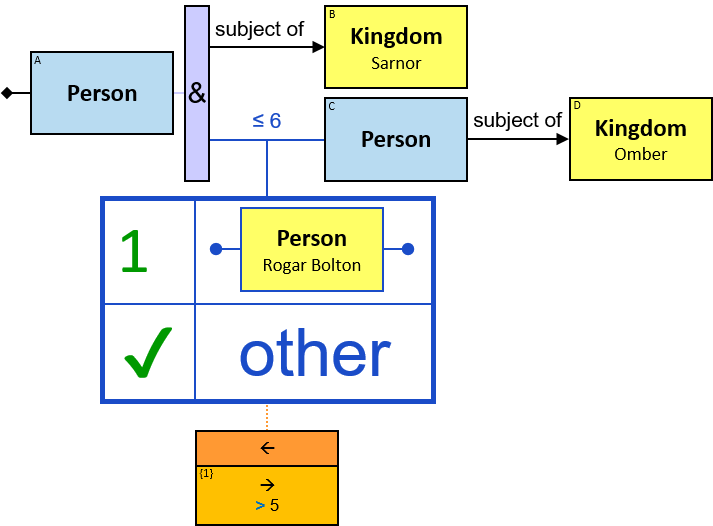 A
Person
&
subject of
B
Kingdom
Sarnor
≤ 6
C
Person
subject of
D
Kingdom
Omber
1
Person
Rogar Bolton
✓
other
←
{1}
→
> 5